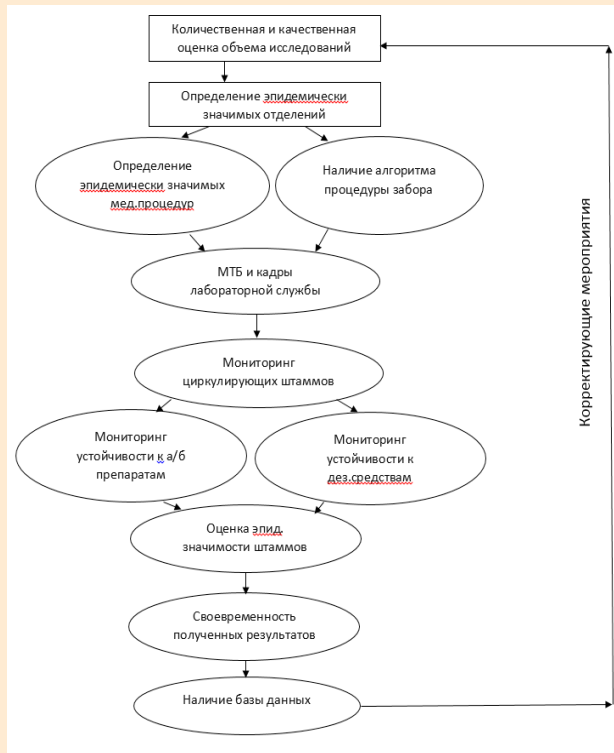 Количественная и качественная
оценка объема исследований
Определение эпидемически
значимых отделений
Определение
эпидемически значимых
мед.процедур
Наличие алгоритма
процедуры забора
МТБ и кадры
лабораторной службы
Мониторинг
циркулирующих штаммов
Мониторинг
устойчивости к а/б
препаратам
Мониторинг
устойчивости к
дез.средствам
Оценка эпид.
значимости штаммов
Своевременность
полученных результатов
Наличие базы данных
Корректирующие мероприятия